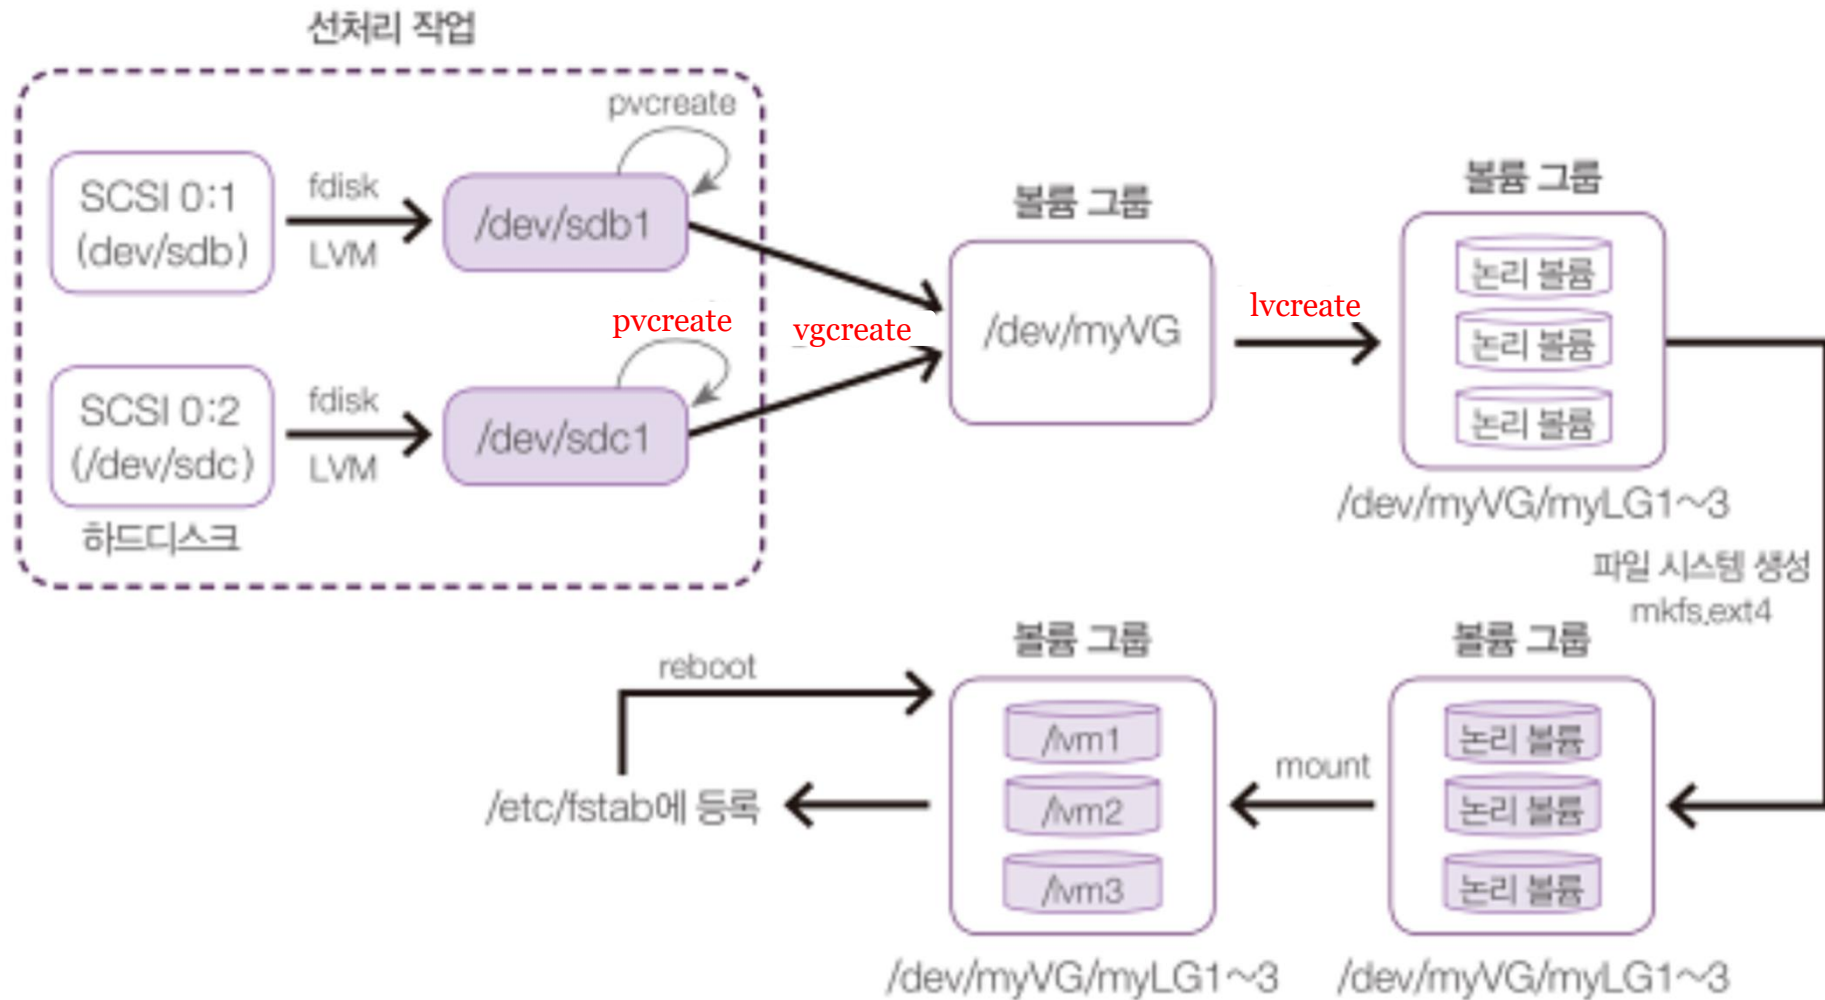 선처리 작업
pvcreate
SCSI 0:1
(dev/sdb)
fdisk
LVM
/dev/sdb1
pvcreate
SCSI 0:2
(/dev/sdc)
하드디스크
fdisk
LVM
/dev/sdc1
vgcreate
볼륨 그룹
/dev/myVG
lvcreate
볼륨 그룹
논리 볼륨
논리 볼륨
논리 볼륨
/dev/myVG/myLG1~3
파일 시스템 생성
mkfs.ext4
볼륨 그룹
논리 볼륨
논리 볼륨
논리 볼륨
/dev/myVG/myLG1~3
mount
볼륨 그룹
/lvm1
/lvm2
/lvm3
/dev/myVG/myLG1~3
reboot
/etc/fstab에 등록